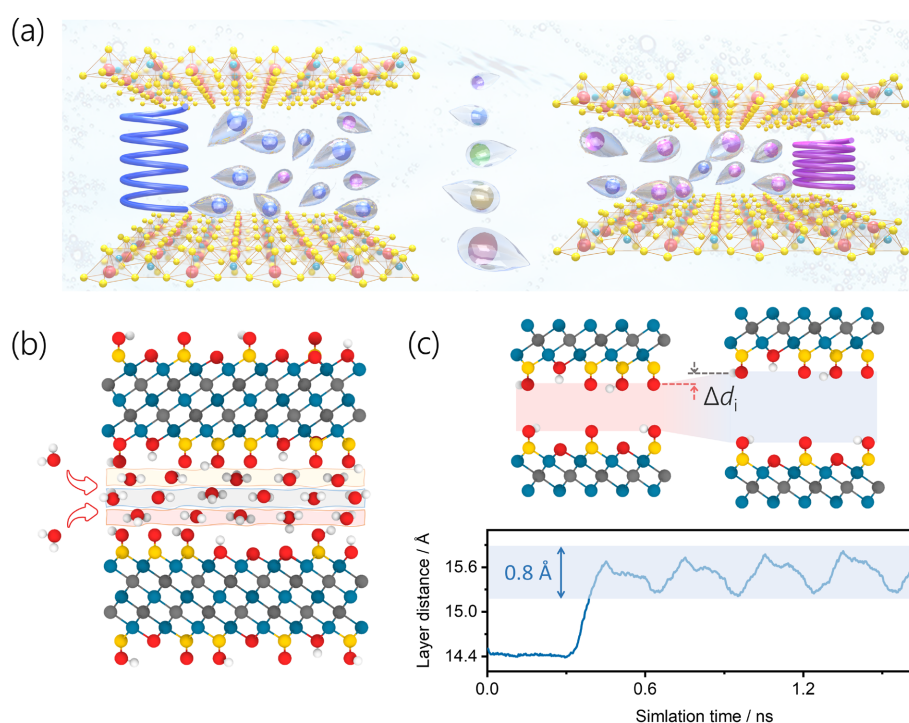 (a)
(b)
(c)
Δdi
0.8 Å
Layer distance / Å
15.6
15.0
14.4
0.0
0.6
1.2
Simlation time / ns